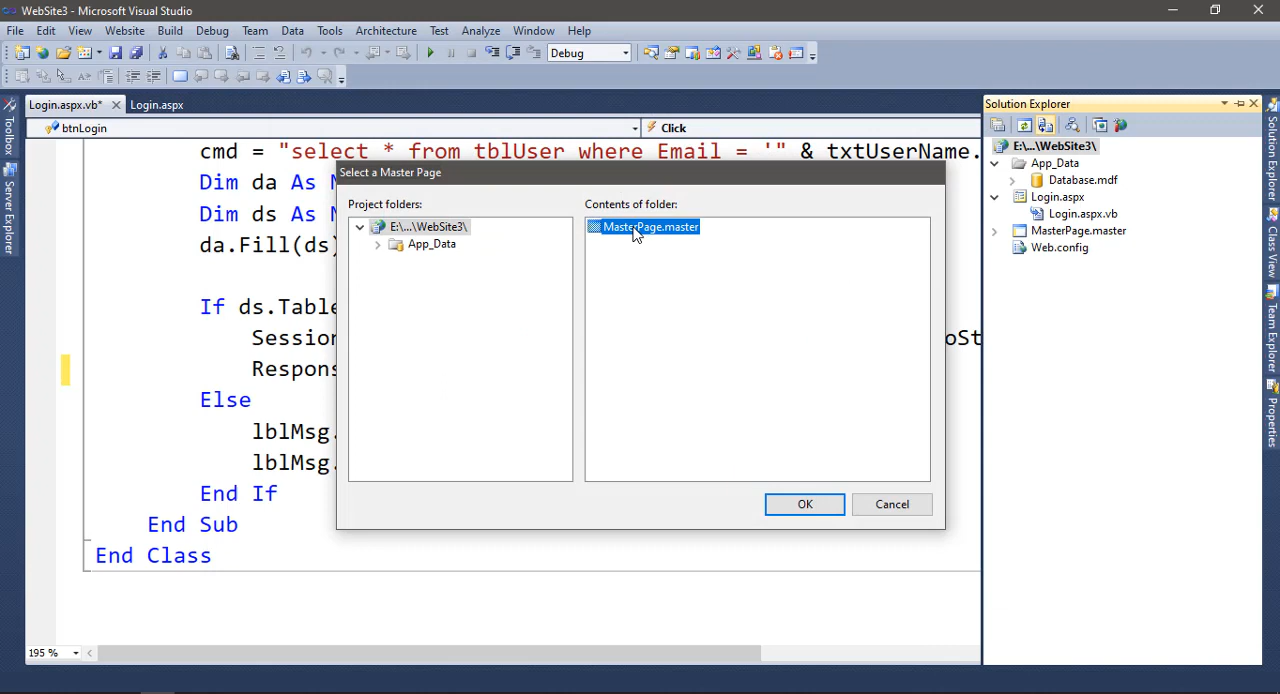 WebSite3 - Microsoft Visual Studio
File Edit View Website Build Debug Team Data Tools Architecture Test Analyze Window Help
Debug
Login.aspx.vb* Login.aspx
btnLogin Click
cmd = "select * from tblUser where Email = '" & txtUserName.
Dim da As N
Dim ds As N
da.Fill(ds)
If ds.Table
Session
oSt
Respons
Else
lblMsg.
lblMsg.
End If
End Sub
End Class
195 %
Select a Master Page
Project folders: Contents of folder:
E:\...\WebSite3\ MasterPage.master
App_Data
OK Cancel
Solution Explorer
E:\...\WebSite3\
App_Data
Database.mdf
Login.aspx
Login.aspx.vb
MasterPage.master
Web.config
Toolbox
Server Explorer
Solution Explorer
Class View
Team Explorer
Properties